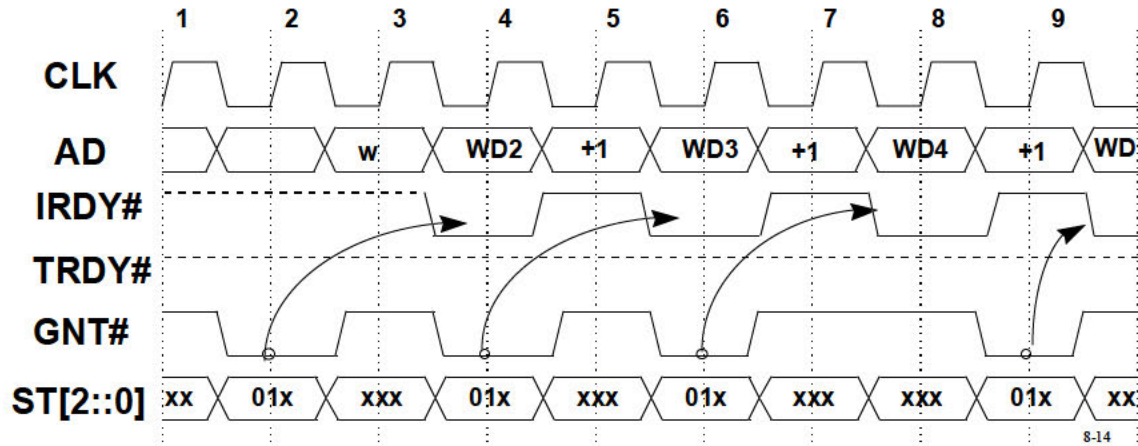 1 2 3 4 5 6 7 8 9
CLK
AD w WD2 +1 WD3 +1 WD4 +1 WD
IRDY#
TRDY#
GNT#
ST[2::0] xx 01x xxx 01x xxx 01x xxx xxx 01x xx
8-14